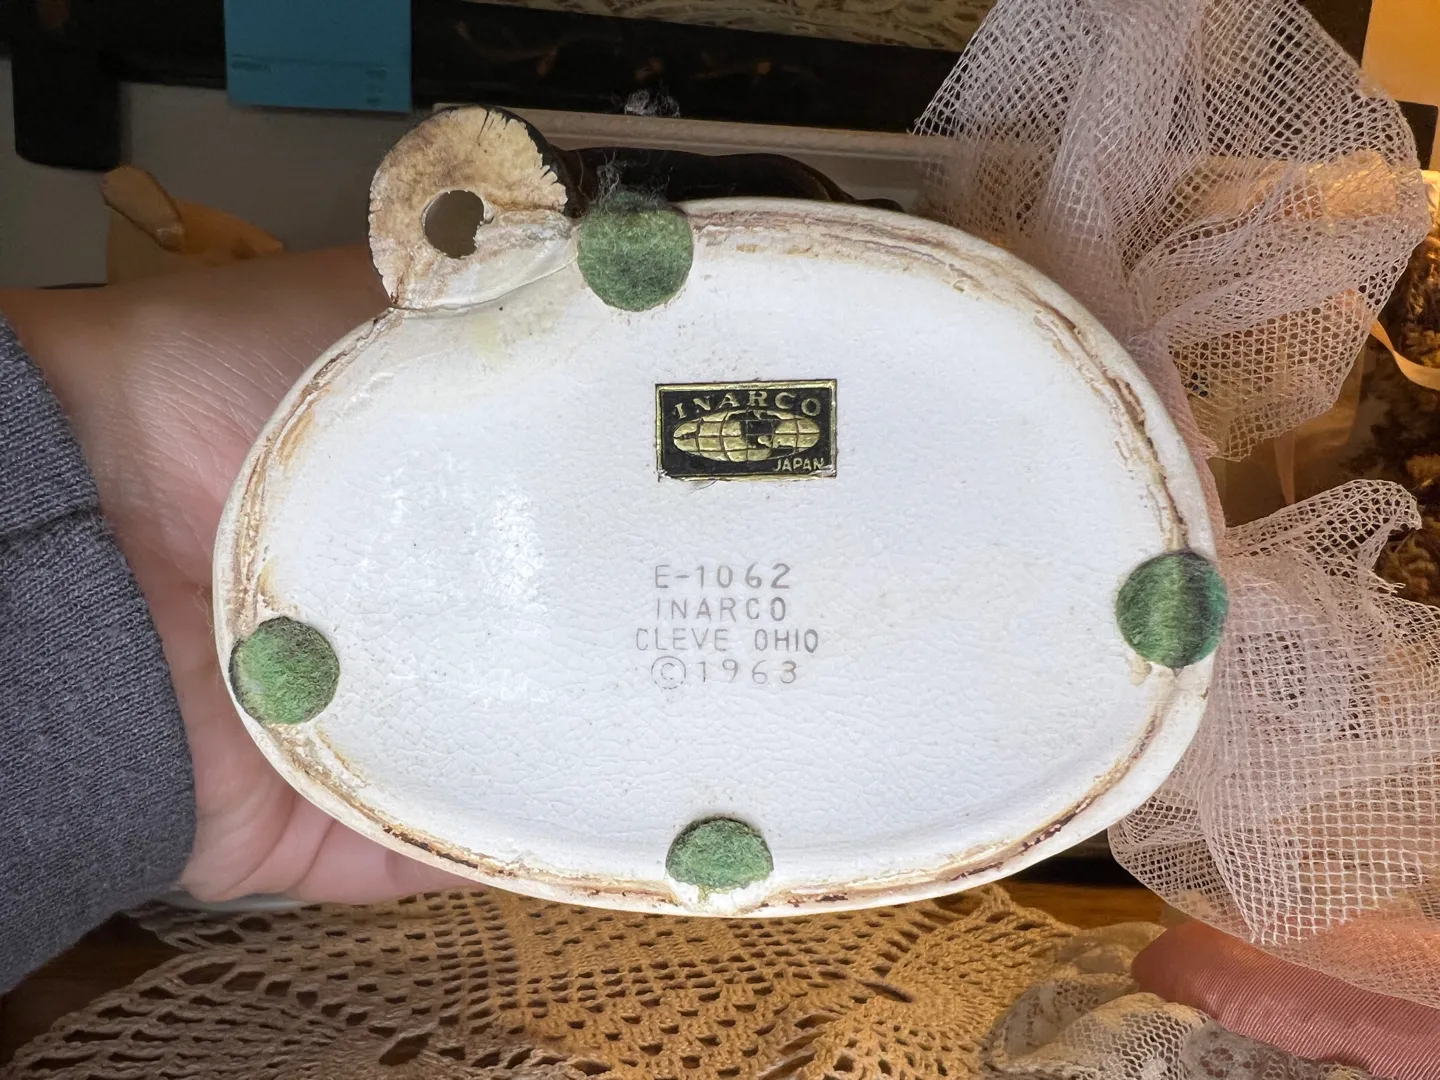 INARCO
JAPAN
E-1062
INARCO
CLEVE OHIO
©1963